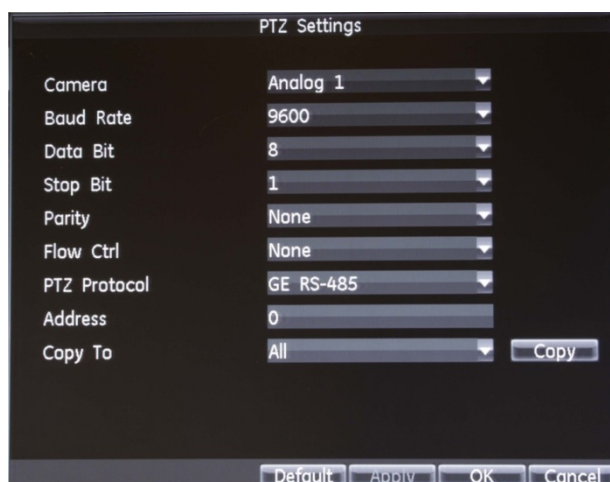 PTZ Settings
Camera Analog 1
Baud Rate 9600
Data Bit 8
Stop Bit 1
Parity None
Flow Ctrl None
PTZ Protocol GE RS-485
Address 0
Copy To All Copy
Default Apply OK Cancel